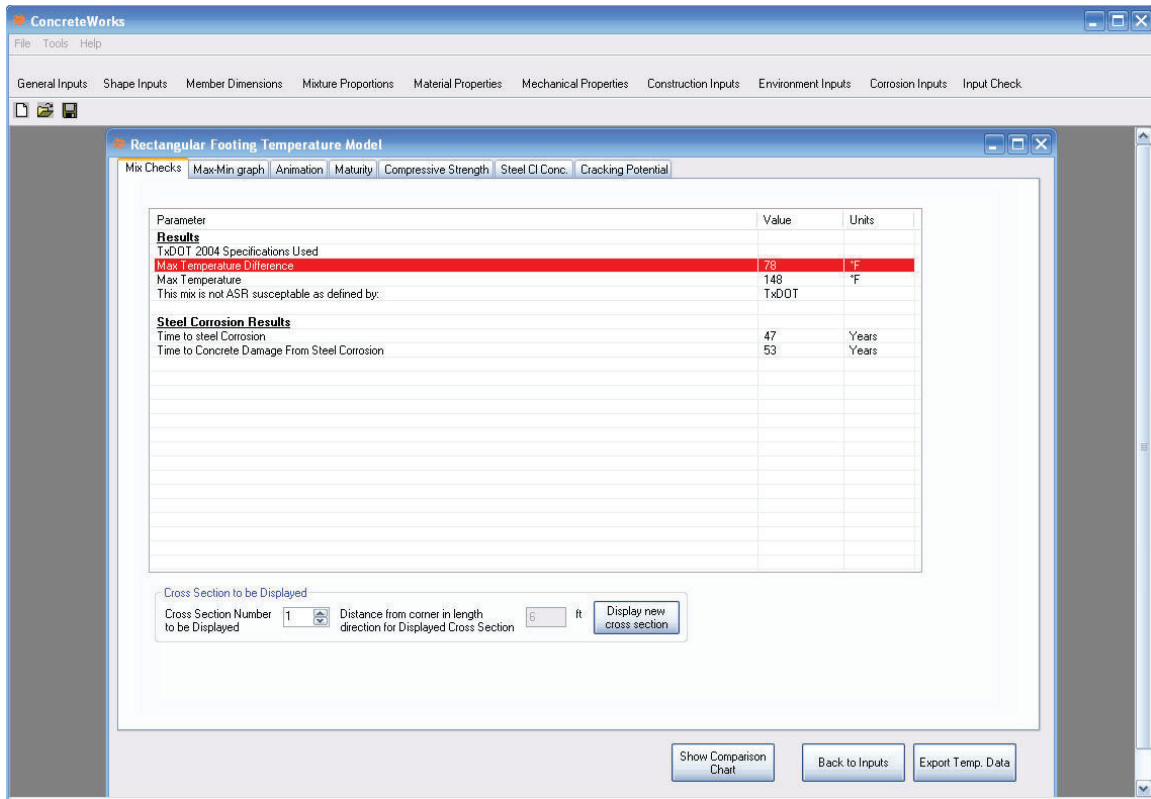 ConcreteWorks
File Tools Help
General Inputs Shape Inputs Member Dimensions Mixture Proportions Material Properties Mechanical Properties Construction Inputs Environment Inputs Corrosion Inputs Input Check
Rectangular Footing Temperature Model
Mix Checks Max-Min graph Animation Maturity Compressive Strength Steel Cl Conc. Cracking Potential
Parameter Value Units
Results
TxDOT 2004 Specifications Used
Max Temperature Difference 78 °F
Max Temperature 148 °F
This mix is not ASR susceptable as defined by: TxDOT
Steel Corrosion Results
Time to steel Corrosion 47 Years
Time to Concrete Damage From Steel Corrosion 53 Years
Cross Section to be Displayed
Cross Section Number 1 Distance from corner in length 6 ft Display new
to be Displayed direction for Displayed Cross Section cross section
Show Comparison Back to Inputs Export Temp. Data
Chart